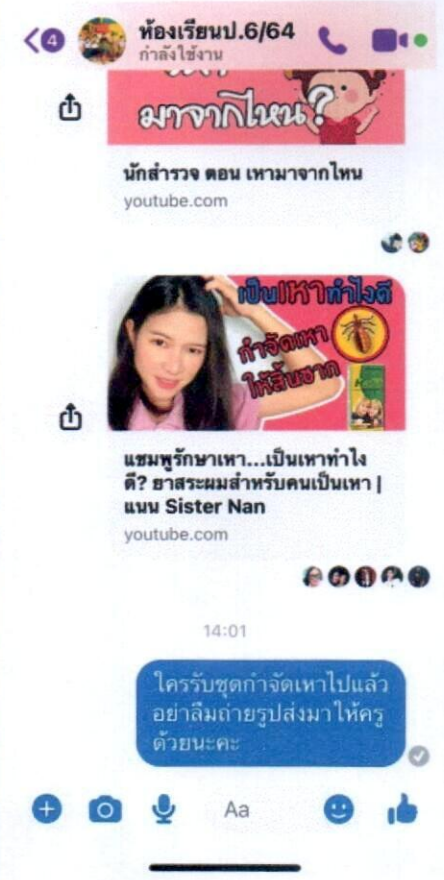 4
ห้องเรียนป.6/64
กำลังใช้งาน
มาจากไหน?
นักสำรวจ ตอน เหามาจากไหน
youtube.com
เป็นเหาทำไงดี
กำจัดเหา
ให้สิ้นซาก
แชมพูรักษาเหา...เป็นเหาทำไง
ดี? ยาสระผมสำหรับคนเป็นเหา |
แนน Sister Nan
youtube.com
14:01
ใครรับชุดกำจัดเหาไปแล้ว
อย่าลืมถ่ายรูปส่งมาให้ครู
ด้วยนะคะ
Aa